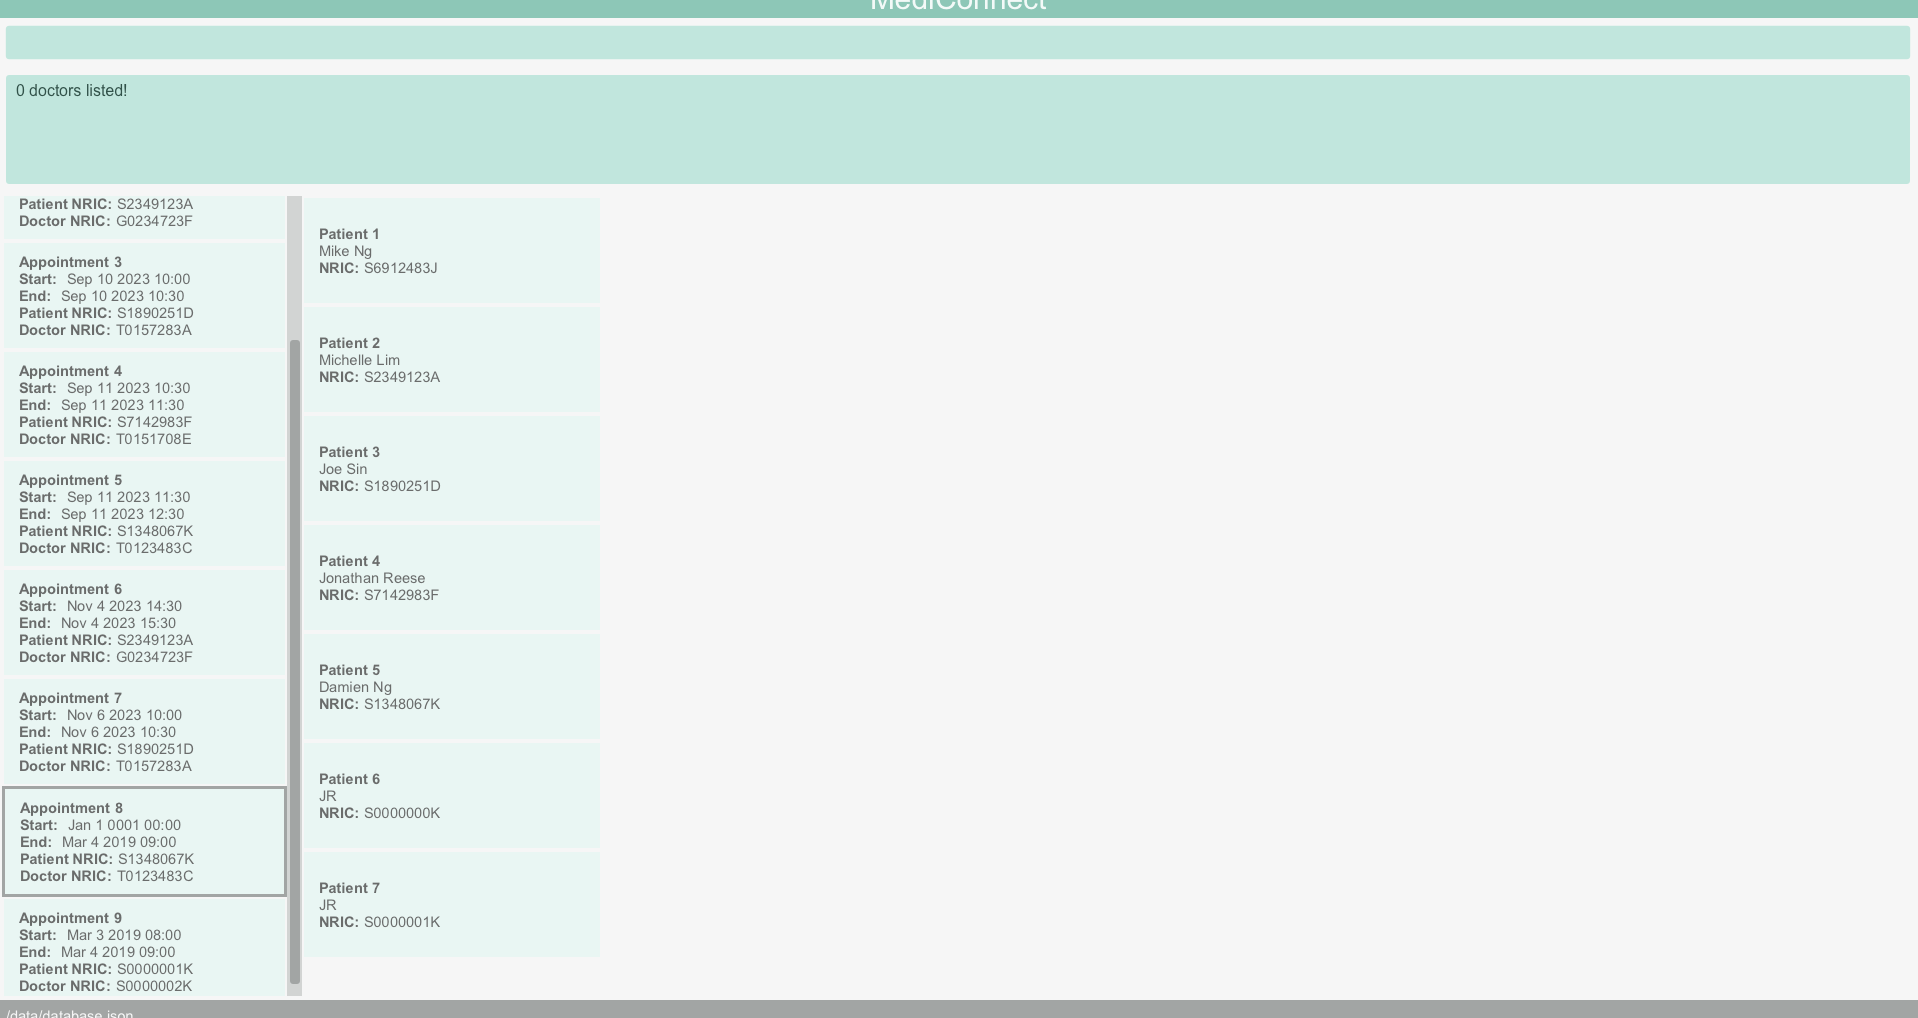 MediConnect
0 doctors listed!
Patient NRIC: S2349123A
Doctor NRIC: G0234723F
Appointment 3
Start: Sep 10 2023 10:00
End: Sep 10 2023 10:30
Patient NRIC: S1890251D
Doctor NRIC: T0157283A
Appointment 4
Start: Sep 11 2023 10:30
End: Sep 11 2023 11:30
Patient NRIC: S7142983F
Doctor NRIC: T0151708E
Appointment 5
Start: Sep 11 2023 11:30
End: Sep 11 2023 12:30
Patient NRIC: S1348067K
Doctor NRIC: T0123483C
Appointment 6
Start: Nov 4 2023 14:30
End: Nov 4 2023 15:30
Patient NRIC: S2349123A
Doctor NRIC: G0234723F
Appointment 7
Start: Nov 6 2023 10:00
End: Nov 6 2023 10:30
Patient NRIC: S1890251D
Doctor NRIC: T0157283A
Appointment 8
Start: Jan 1 0001 00:00
End: Mar 4 2019 09:00
Patient NRIC: S1348067K
Doctor NRIC: T0123483C
Appointment 9
Start: Mar 3 2019 08:00
End: Mar 4 2019 09:00
Patient NRIC: S0000001K
Doctor NRIC: S0000002K
Patient 1
Mike Ng
NRIC: S6912483J
Patient 2
Michelle Lim
NRIC: S2349123A
Patient 3
Joe Sin
NRIC: S1890251D
Patient 4
Jonathan Reese
NRIC: S7142983F
Patient 5
Damien Ng
NRIC: S1348067K
Patient 6
JR
NRIC: S0000000K
Patient 7
JR
NRIC: S0000001K
/data/database.json